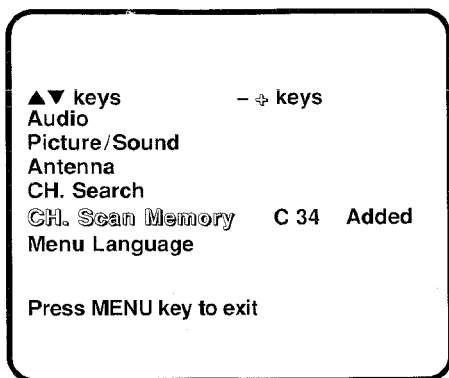 ▲▼ keys – + keys
Audio
Picture/Sound
Antenna
CH. Search
CH. Scan Memory C 34 Added
Menu Language
Press MENU key to exit